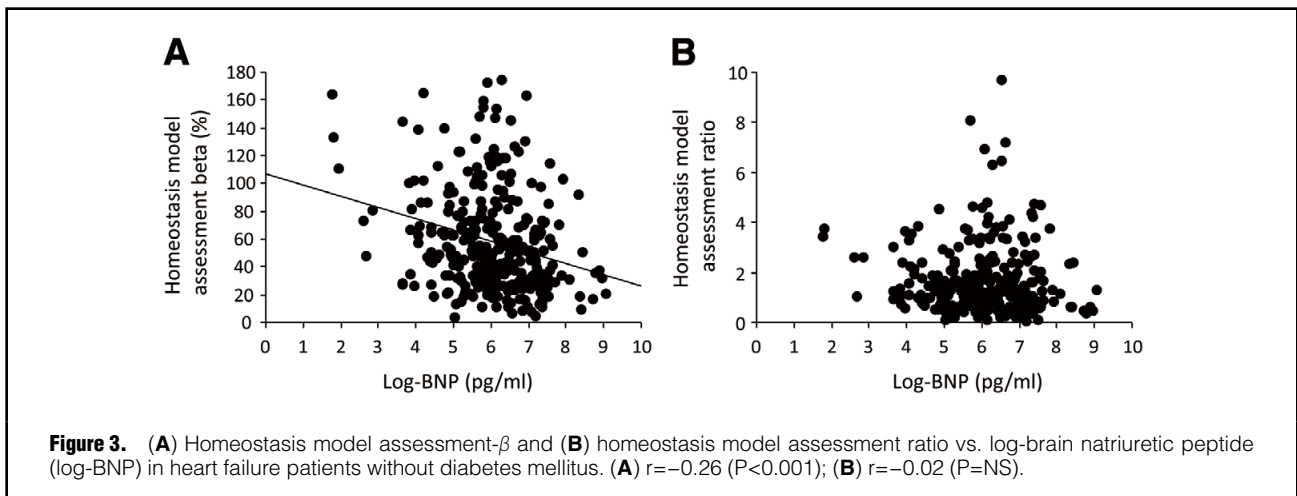 A
Homeostasis model
assessment beta (%)
180
160
140
120
100
80
60
40
20
0
0 1 2 3 4 5 6 7 8 9 10
Log-BNP (pg/ml)
B
Homeostasis model
assessment ratio
10
8
6
4
2
0
0 1 2 3 4 5 6 7 8 9 10
Log-BNP (pg/ml)
Figure 3. (A) Homeostasis model assessment-β and (B) homeostasis model assessment ratio vs. log-brain natriuretic peptide
(log-BNP) in heart failure patients without diabetes mellitus. (A) r=−0.26 (P<0.001); (B) r=−0.02 (P=NS).